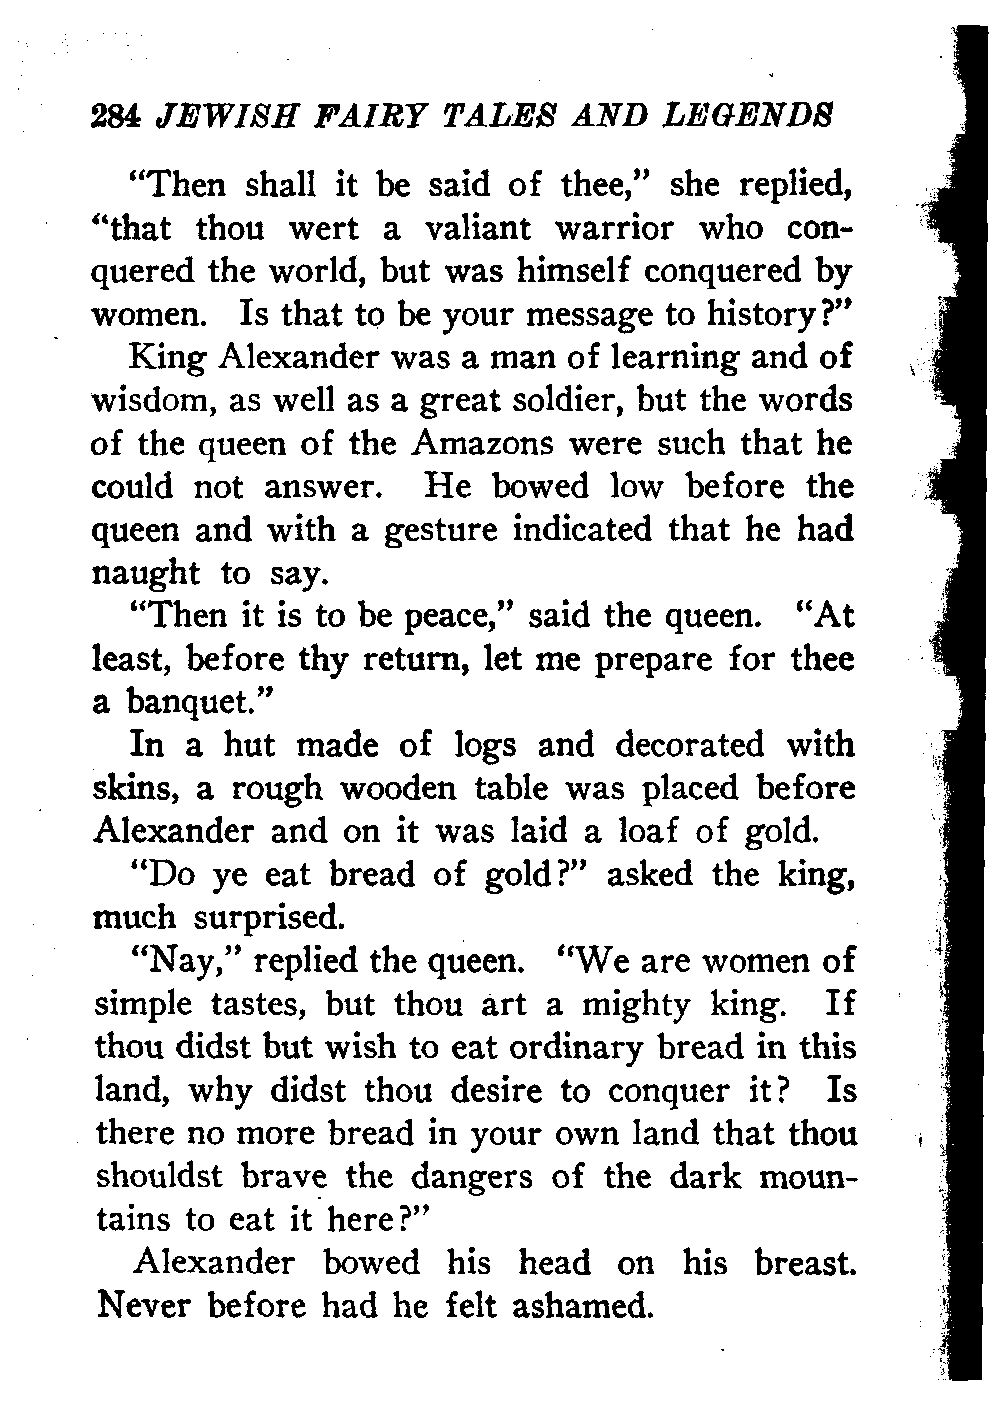 284 JEWISH FAIRY TALES AND LEGENDS
"Then shall it be said of thee," she replied,
"that thou wert a valiant warrior who con-
quered the world, but was himself conquered by
women. Is that to be your message to history?"
King Alexander was a man of learning and of
wisdom, as well as a great soldier, but the words
of the queen of the Amazons were such that he
could not answer. He bowed low before the
queen and with a gesture indicated that he had
naught to say.
"Then it is to be peace," said the queen. "At
least, before thy return, let me prepare for thee
a banquet."
In a hut made of logs and decorated with
skins, a rough wooden table was placed before
Alexander and on it was laid a loaf of gold.
"Do ye eat bread of gold?" asked the king,
much surprised.
"Nay," replied the queen. "We are women of
simple tastes, but thou art a mighty king. If
thou didst but wish to eat ordinary bread in this
land, why didst thou desire to conquer it? Is
there no more bread in your own land that thou
shouldst brave the dangers of the dark moun-
tains to eat it here?"
Alexander bowed his head on his breast.
Never before had he felt ashamed.